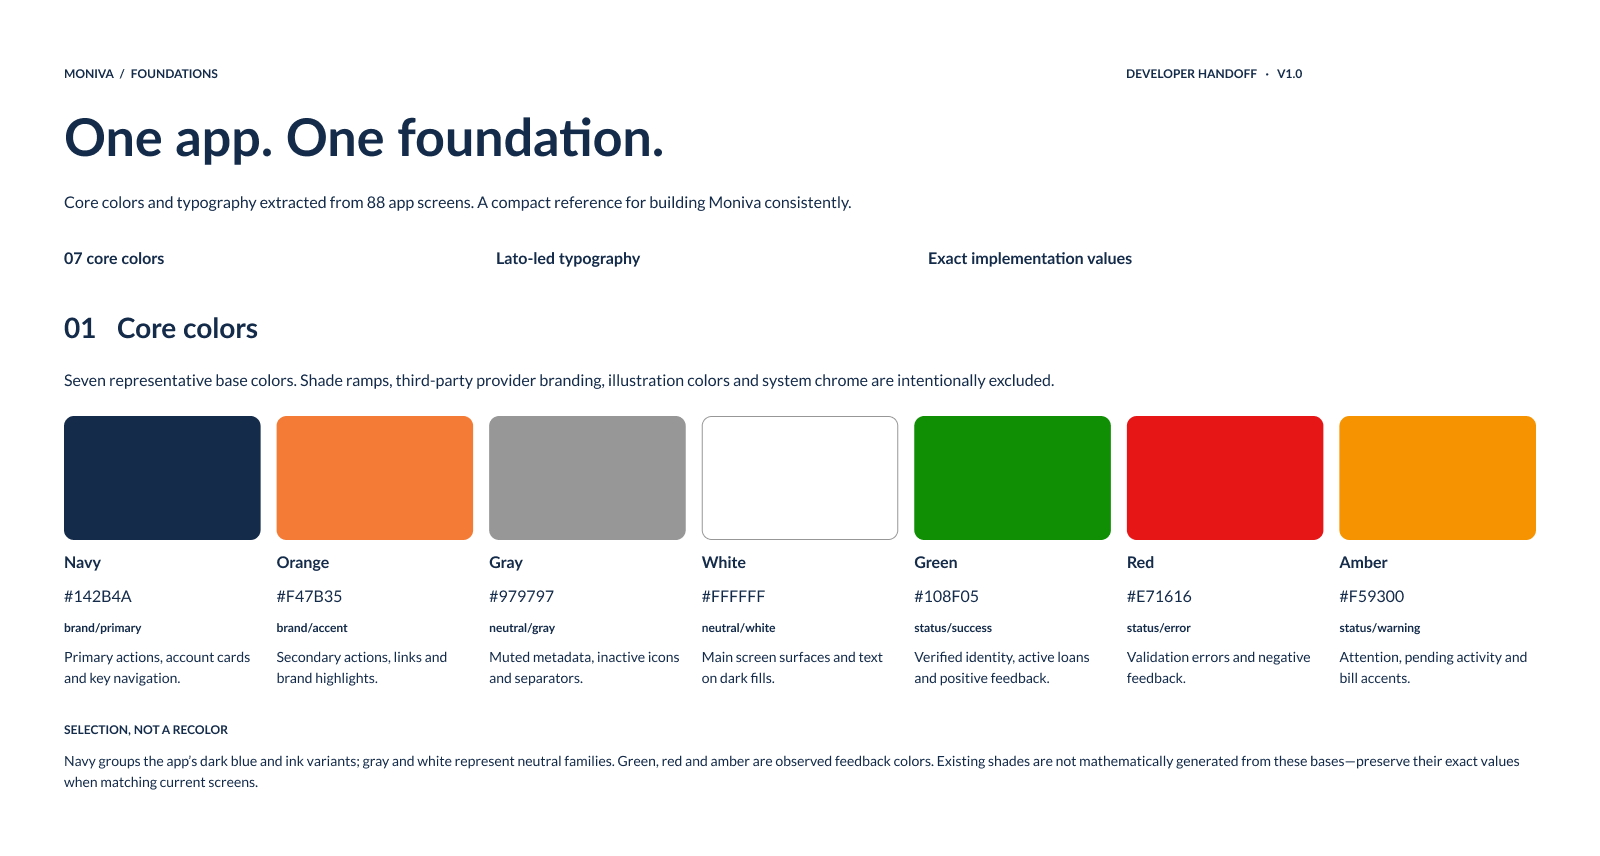 MONIVA / FOUNDATIONS
DEVELOPER HANDOFF · V1.0
One app. One foundation.
Core colors and typography extracted from 88 app screens. A compact reference for building Moniva consistently.
07 core colors
Lato-led typography
Exact implementation values
01 Core colors
Seven representative base colors. Shade ramps, third-party provider branding, illustration colors and system chrome are intentionally excluded.
Navy
#142B4A
brand/primary
Primary actions, account cards
and key navigation.
Orange
#F47B35
brand/accent
Secondary actions, links and
brand highlights.
Gray
#979797
neutral/gray
Muted metadata, inactive icons
and separators.
White
#FFFFFF
neutral/white
Main screen surfaces and text
on dark fills.
Green
#108F05
status/success
Verified identity, active loans
and positive feedback.
Red
#E71616
status/error
Validation errors and negative
feedback.
Amber
#F59300
status/warning
Attention, pending activity and
bill accents.
SELECTION, NOT A RECOLOR
Navy groups the app’s dark blue and ink variants; gray and white represent neutral families. Green, red and amber are observed feedback colors. Existing shades are not mathematically generated from these bases—preserve their exact values
when matching current screens.